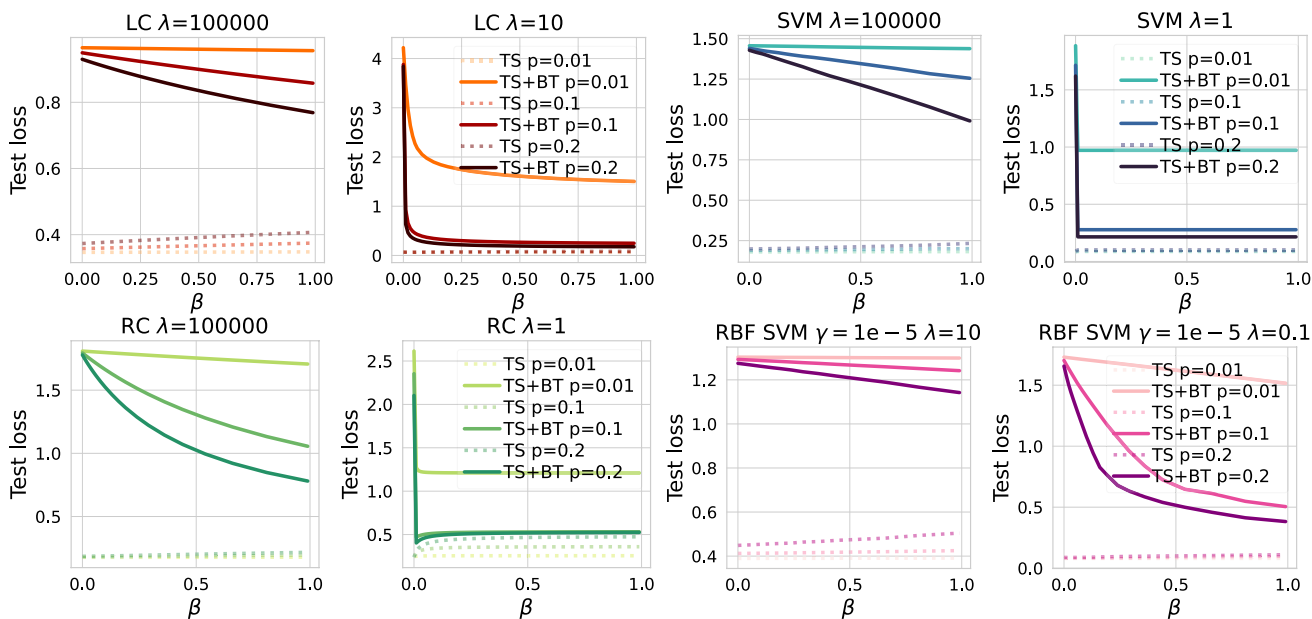 LC λ=100000
Test loss
0.8
0.6
0.4
0.00
0.25
0.50
0.75
1.00
β
LC λ=10
Test loss
4
3
2
1
0
0.00
0.25
0.50
0.75
1.00
β
TS p=0.01
TS+BT p=0.01
TS p=0.1
TS+BT p=0.1
TS p=0.2
TS+BT p=0.2
SVM λ=100000
Test loss
1.50
1.25
1.00
0.75
0.50
0.25
0.0
0.5
1.0
β
SVM λ=1
Test loss
1.5
1.0
0.5
0.0
0.0
0.5
1.0
β
TS p=0.01
TS+BT p=0.01
TS p=0.1
TS+BT p=0.1
TS p=0.2
TS+BT p=0.2
RC λ=100000
Test loss
1.5
1.0
0.5
0.0
0.5
1.0
β
RC λ=1
Test loss
2.5
2.0
1.5
1.0
0.5
0.0
0.5
1.0
β
TS p=0.01
TS+BT p=0.01
TS p=0.1
TS+BT p=0.1
TS p=0.2
TS+BT p=0.2
RBF SVM γ = 1e − 5 λ=10
Test loss
1.2
1.0
0.8
0.6
0.4
0.0
0.5
1.0
β
RBF SVM γ = 1e − 5 λ=0.1
Test loss
1.5
1.0
0.5
0.0
0.0
0.5
1.0
β
TS p=0.01
TS+BT p=0.01
TS p=0.1
TS+BT p=0.1
TS p=0.2
TS+BT p=0.2